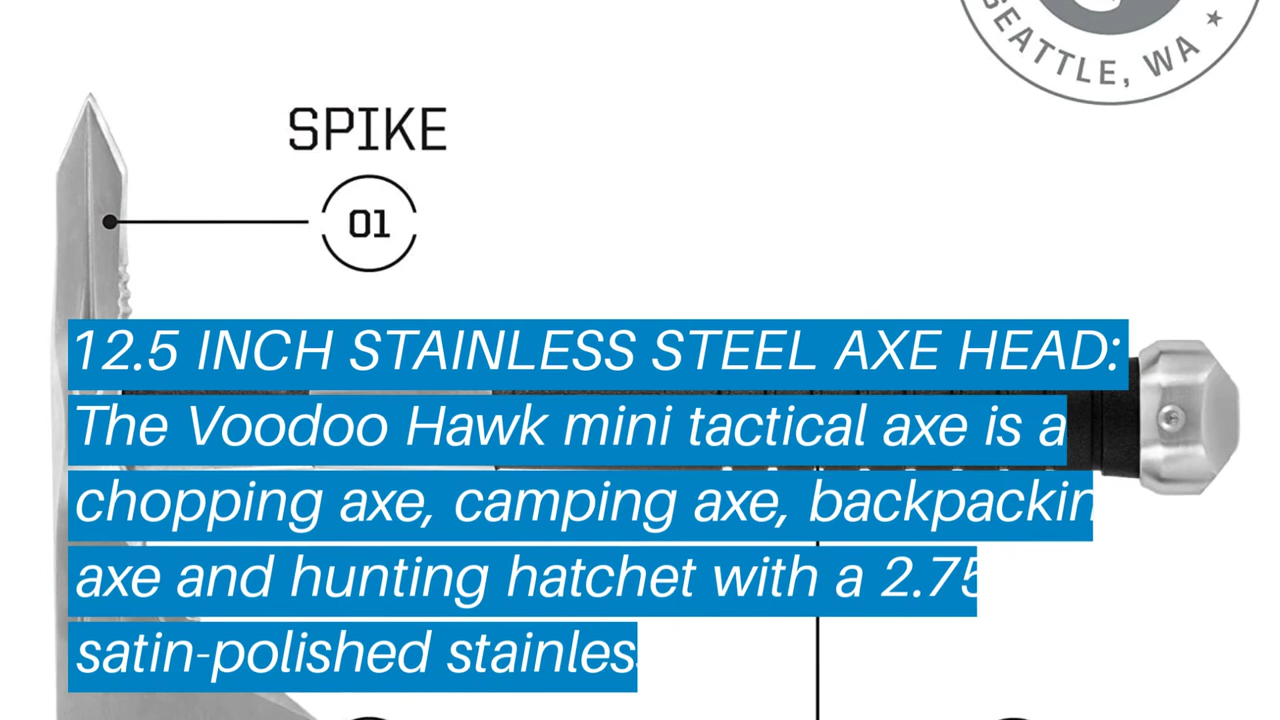 SEATTLE, WA ★
SPIKE
01
12.5 INCH STAINLESS STEEL AXE HEAD:
The Voodoo Hawk mini tactical axe is a
chopping axe, camping axe, backpackin
axe and hunting hatchet with a 2.75
satin-polished stainles